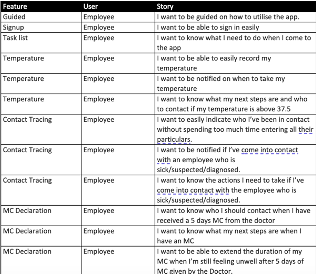 Feature User Story
Guided Employee I want to be guided on how to utilise the app.
Signup Employee I want to be able to sign in easily
Task list Employee I want to know what I need to do when I come to
the app
Temperature Employee I want to be able to easily record my
temperature
Temperature Employee I want to be notified on when to take my
temperature
Temperature Employee I want to know what my next steps are and who
to contact if my temperature is above 37.5
Contact Tracing Employee I want to easily indicate who I've been in contact
without spending too much time entering all their
particulars.
Contact Tracing Employee I want to be notified if I've come into contact
with an employee who is
sick/suspected/diagnosed.
Contact Tracing Employee I want to know the actions I need to take if I've
come into contact with the employee who is
sick/suspected/diagnosed.
MC Declaration Employee I want to know who I should contact when I have
received a 5 days MC from the doctor
MC Declaration Employee I want to know what my next steps are when I
have an MC
MC Declaration Employee I want to be able to extend the duration of my
MC when I'm still feeling unwell after 5 days of
MC given by the Doctor.